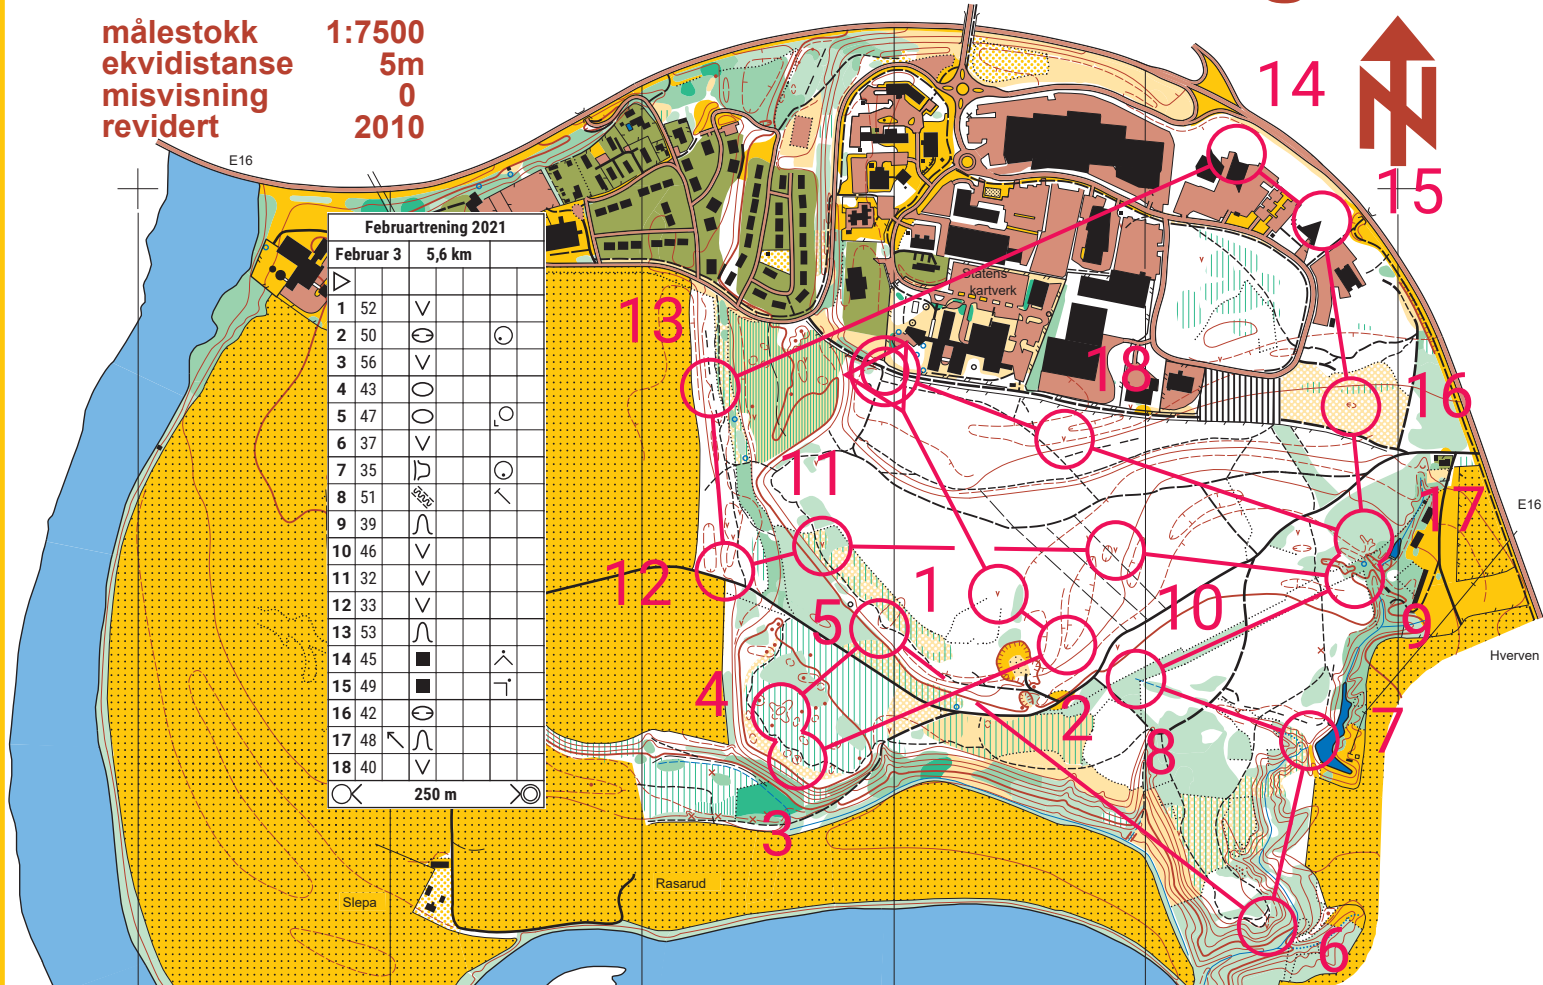 målestokk 1:7500
ekvidistanse 5m
misvisning 0
revidert 2010
E16
14
15
Februartrening 2021
Februar 3 5,6 km
1 52
2 50
3 56
4 43
5 47
6 37
7 35
8 51
9 39
10 46
11 32
12 33
13 53
14 45
15 49
16 42
17 48
18 40
250 m
Statens
kartverk
13
18
16
11
17
E16
12
1
5
10
9
Hverven
4
2
7
8
3
6
Rasarud
Slepa